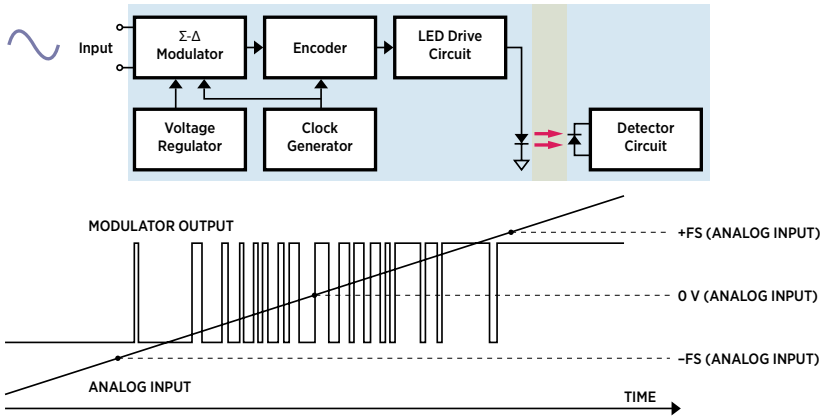 Input
Σ-Δ
Modulator
Encoder
LED Drive
Circuit
Voltage
Regulator
Clock
Generator
Detector
Circuit
MODULATOR OUTPUT
+FS (ANALOG INPUT)
0 V (ANALOG INPUT)
–FS (ANALOG INPUT)
ANALOG INPUT
TIME